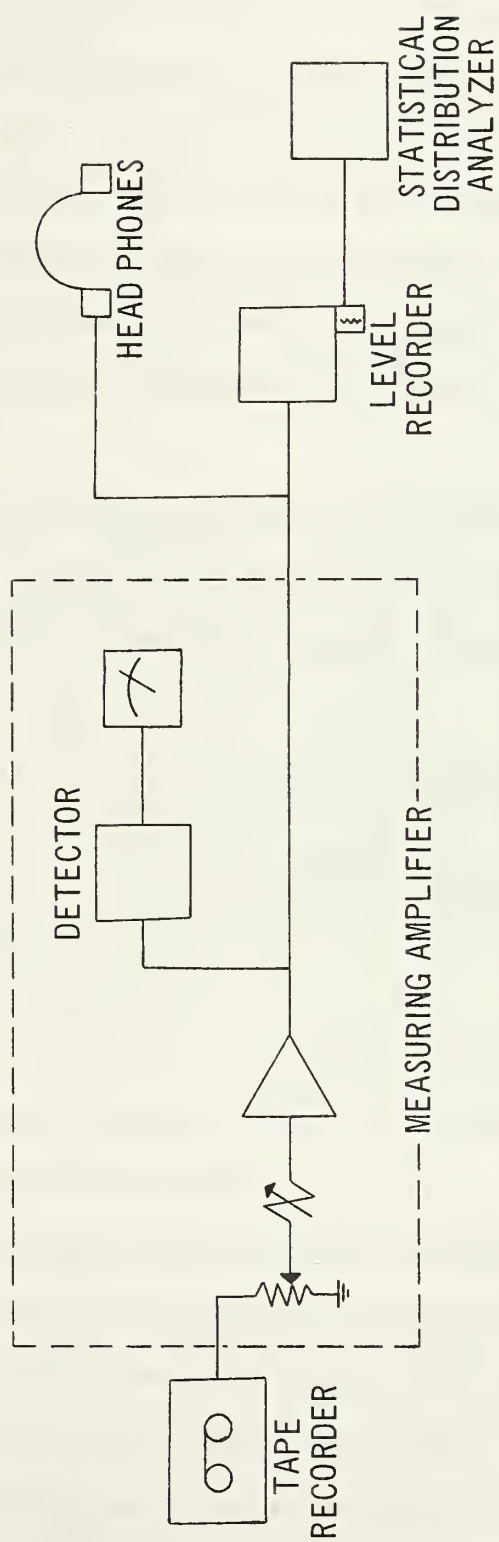 TAPE
RECORDER
MEASURING AMPLIFIER
DETECTOR
HEAD PHONES
LEVEL
RECORDER
STATISTICAL
DISTRIBUTION
ANALYZER